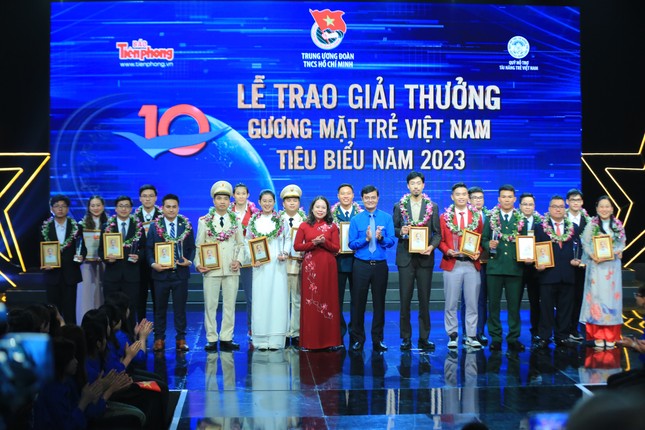 BÁO
Tiền phong
www.tienphong.vn
TRUNG ƯƠNG ĐOÀN
TNCS HỒ CHÍ MINH
QUỸ HỖ TRỢ
TÀI NĂNG TRẺ VIỆT NAM
10
LỄ TRAO GIẢI THƯỞNG
GƯƠNG MẶT TRẺ VIỆT NAM
TIÊU BIỂU NĂM 2023